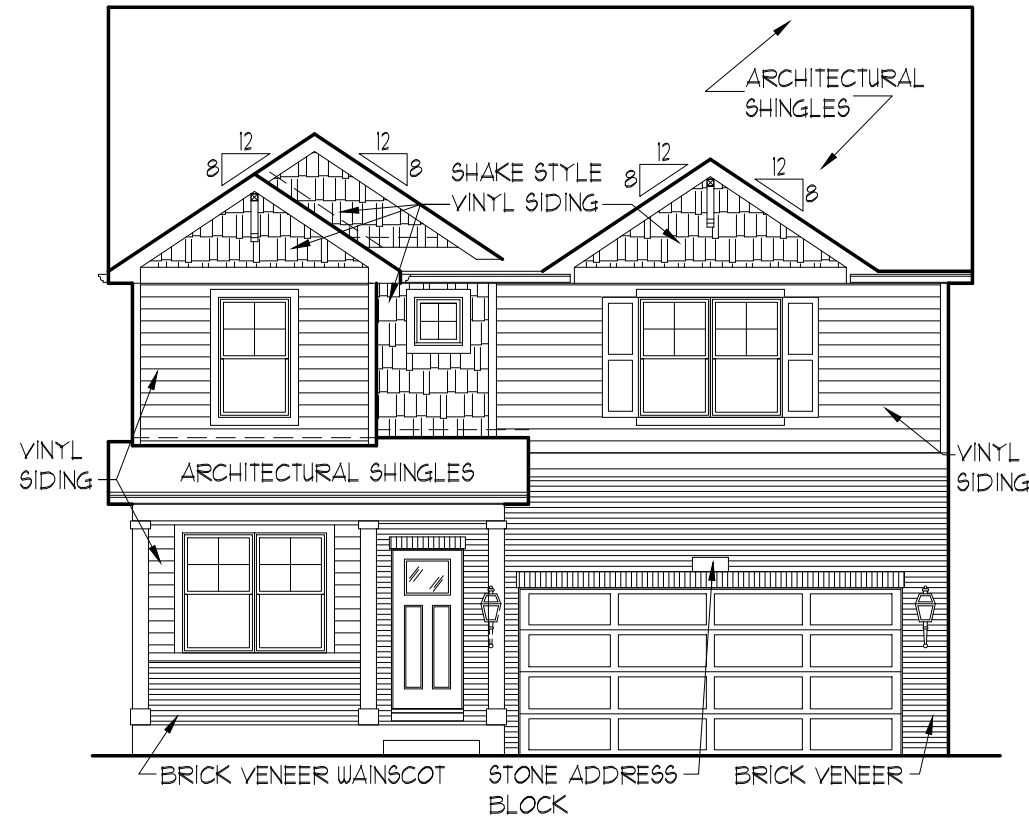 ARCHITECTURAL
SHINGLES
12
8
12
8
SHAKE STYLE
VINYL SIDING
12
8
12
8
VINYL
SIDING
ARCHITECTURAL SHINGLES
VINYL
SIDING
BRICK VENEER WAINSCOT
STONE ADDRESS
BLOCK
BRICK VENEER